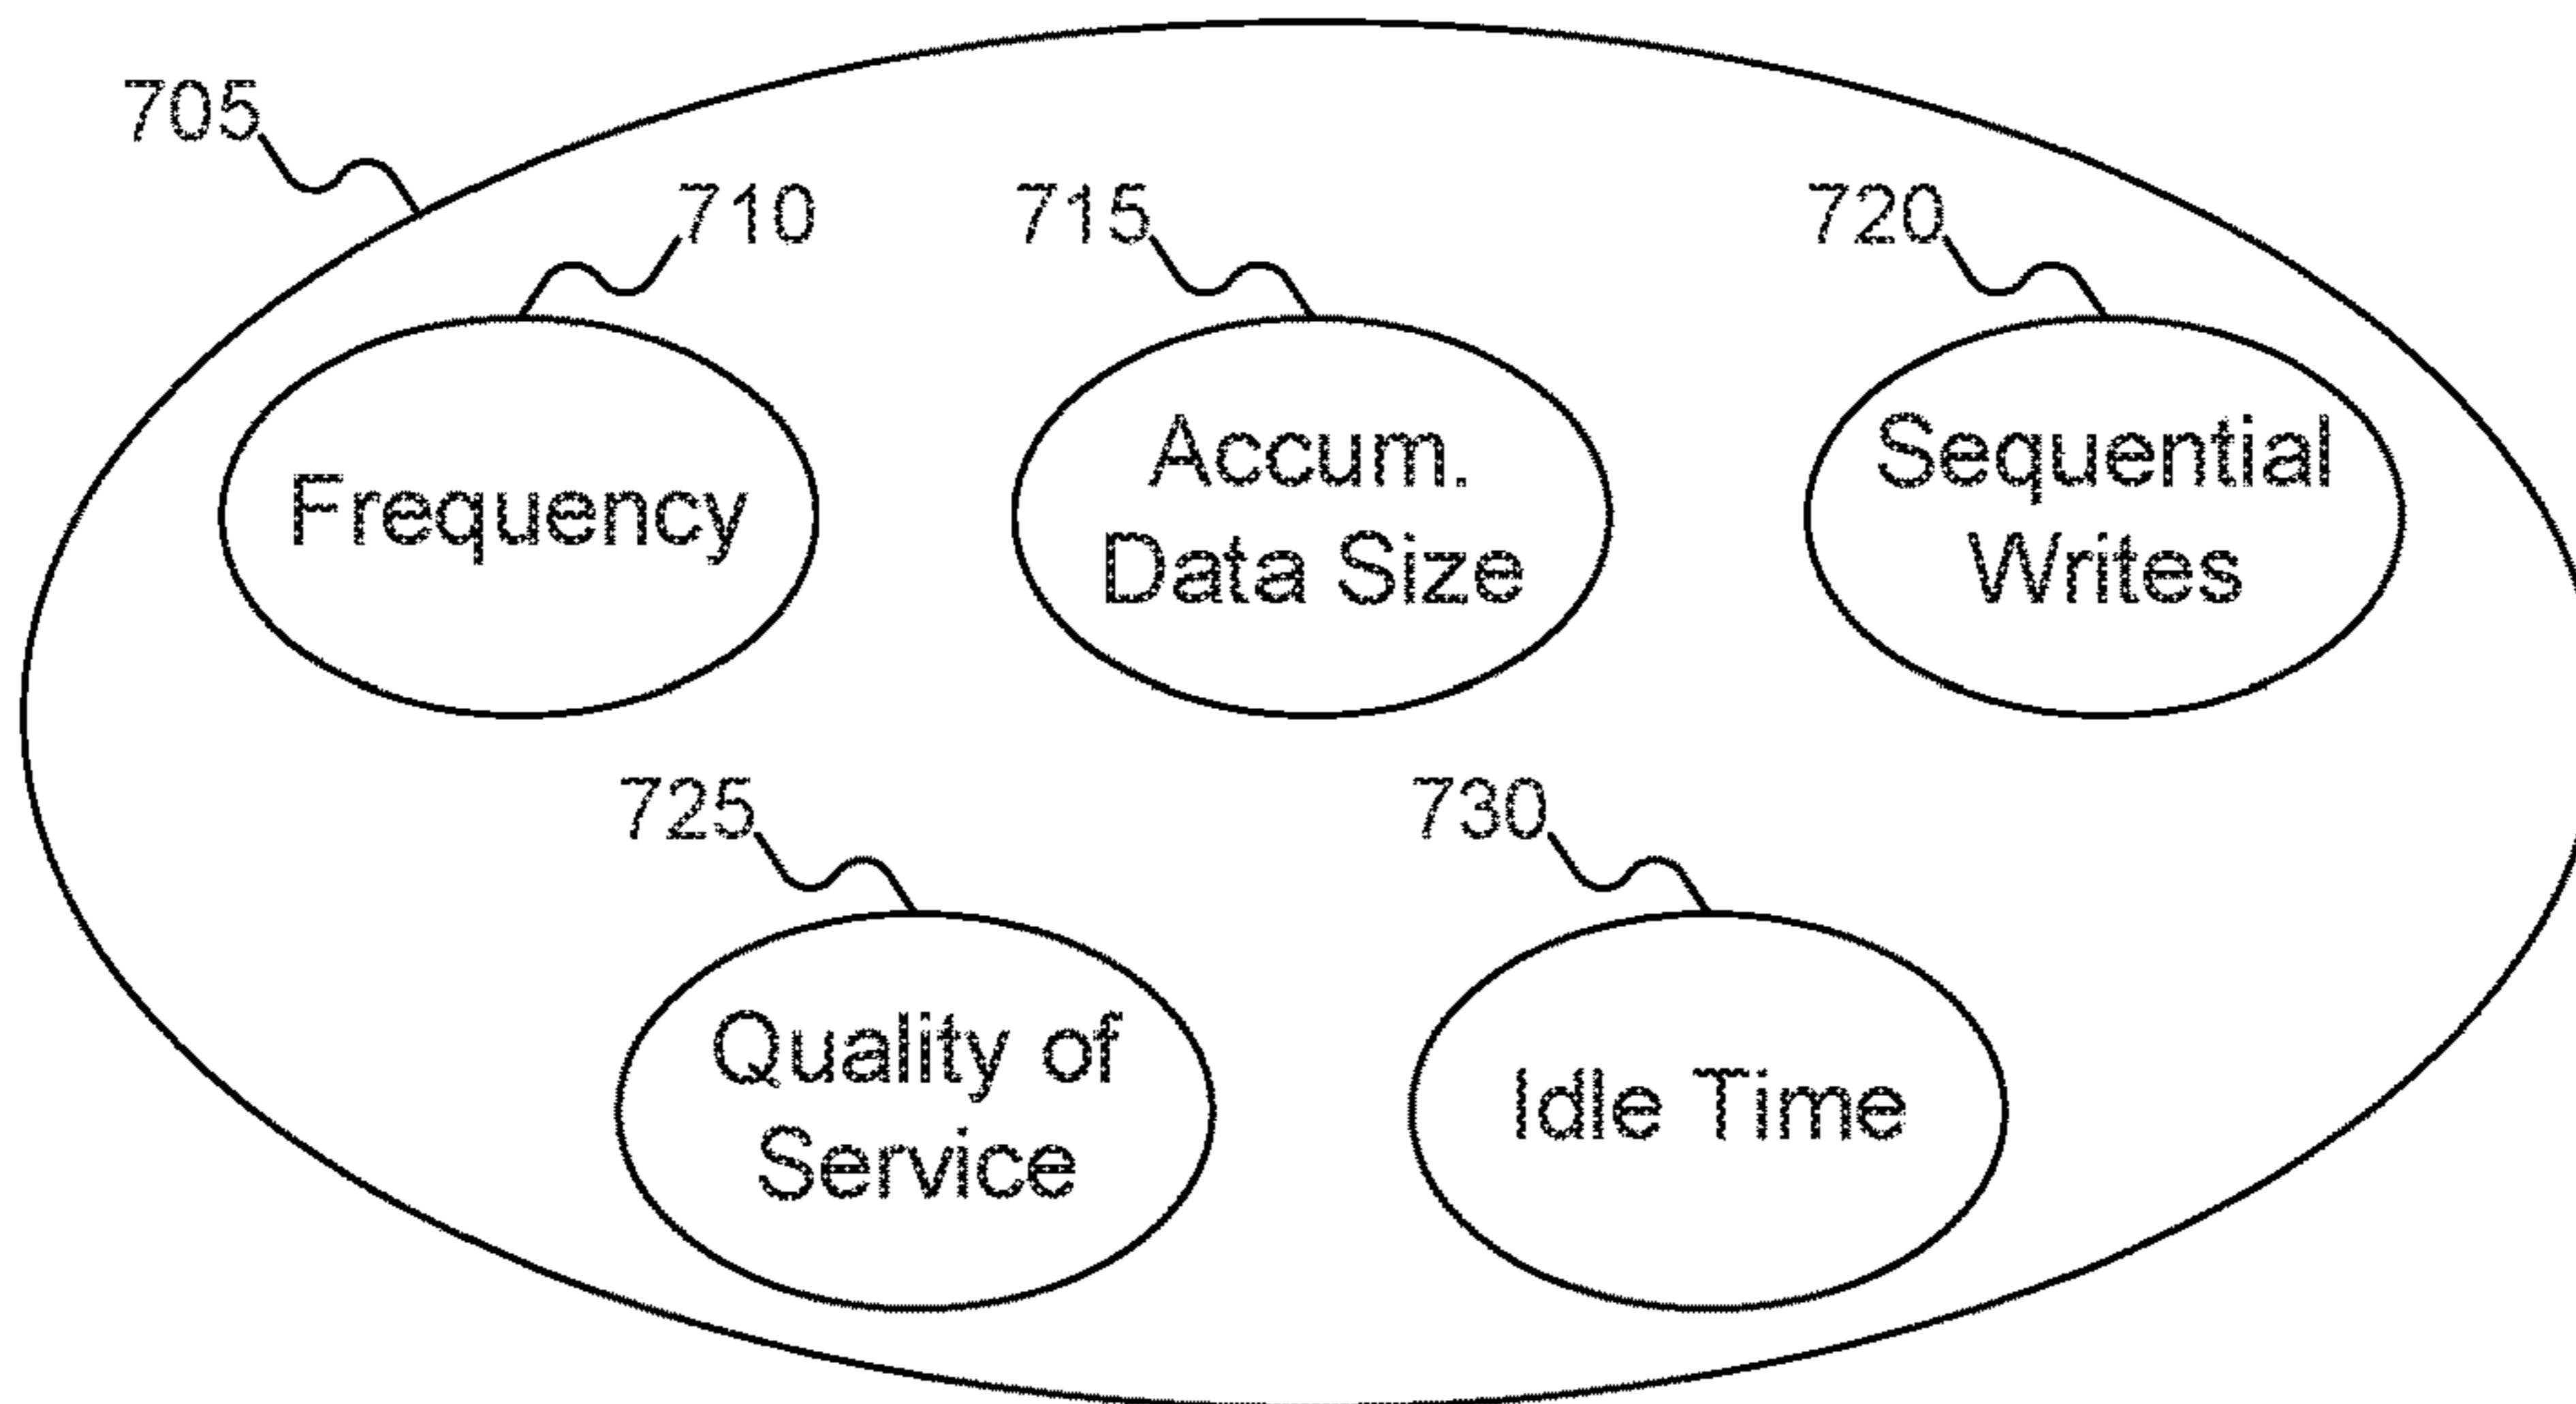 705
710
715
720
Frequency
Accum.
Data Size
Sequential
Writes
725
730
Quality of
Service
Idle Time